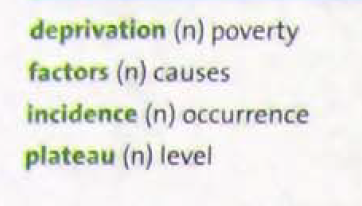 deprivation (n) poverty
factors (n) causes
incidence (n) occurrence
plateau (n) level